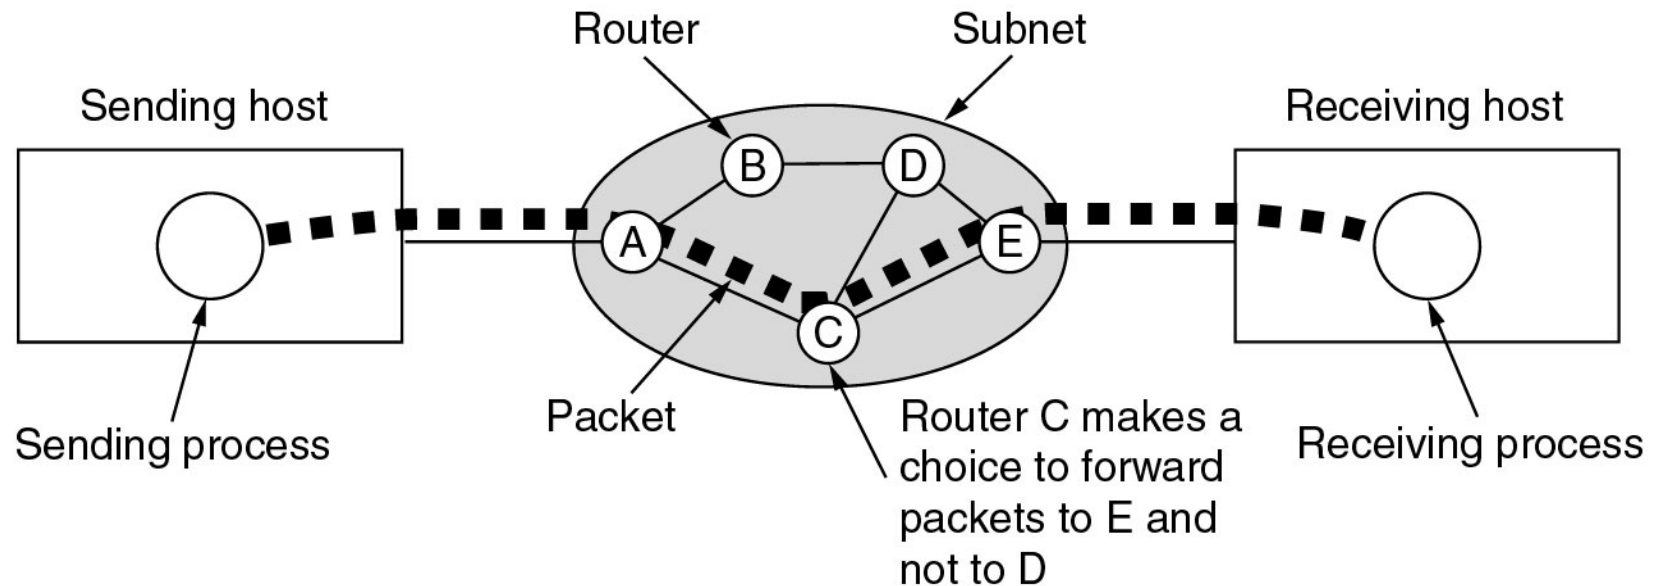 Router
Subnet
Sending host
Receiving host
B
D
A
E
C
Packet
Router C makes a
choice to forward
packets to E and
not to D
Sending process
Receiving process